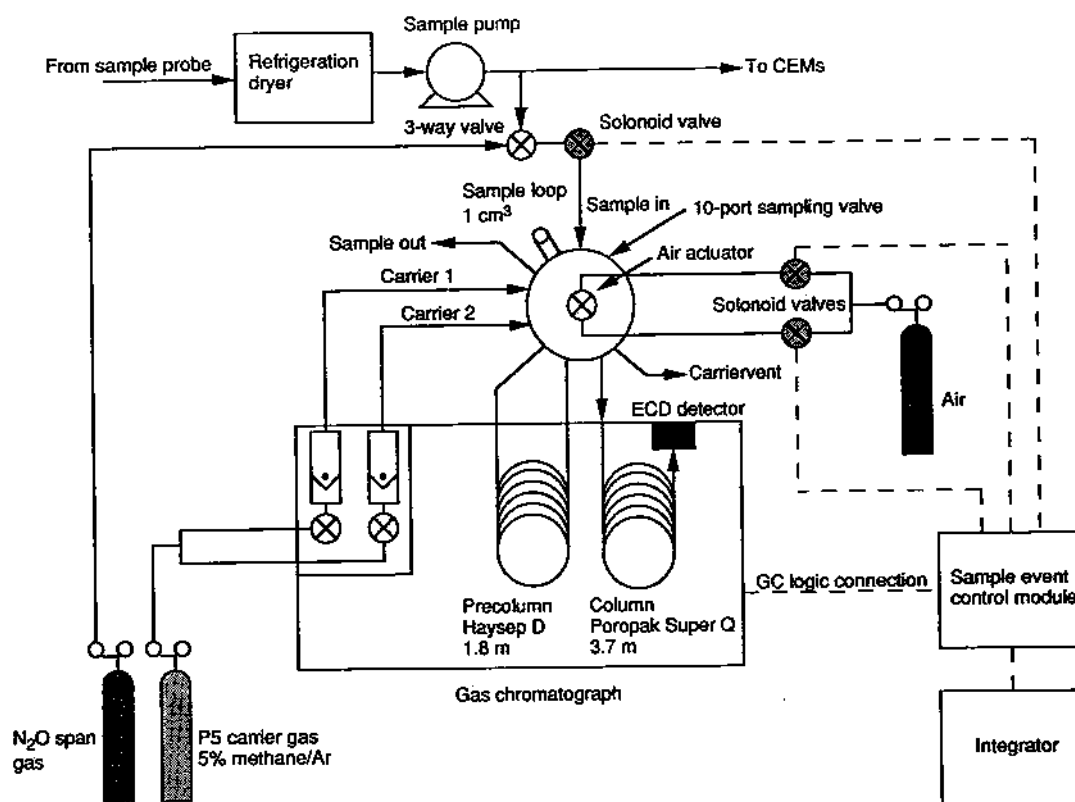 Sample pump
From sample probe
Refrigeration
dryer
To CEMs
3-way valve
Solonoid valve
Sample loop
1 cm³
Sample in
10-port sampling valve
Sample out
Air actuator
Carrier 1
Solonoid valves
Carrier 2
Carriervent
Air
ECD detector
GC logic connection
Sample event
control module
Precolumn
Haysep D
1.8 m
Column
Poropak Super Q
3.7 m
Gas chromatograph
N₂O span
gas
P5 carrier gas
5% methane/Ar
Integrator